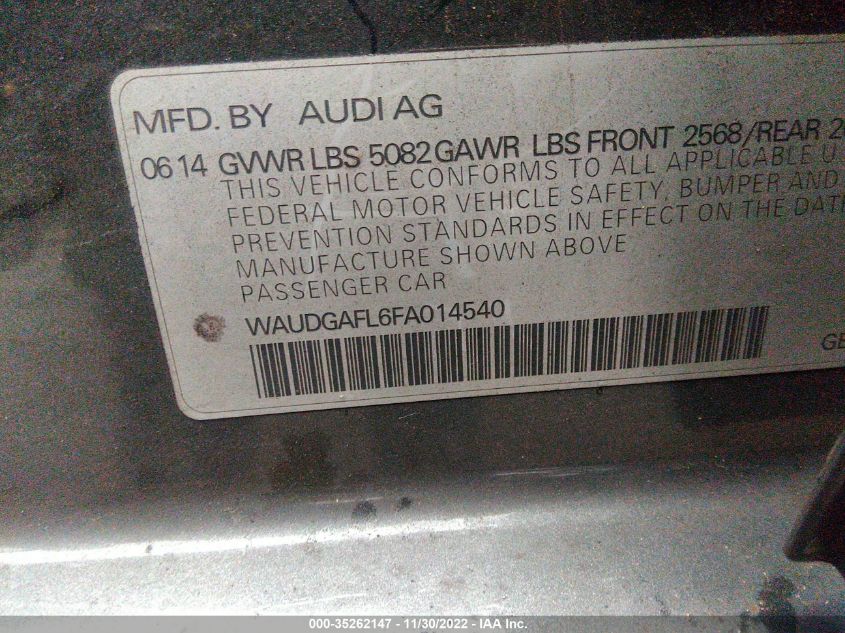 MFD. BY AUDI AG
0614 GVWR LBS 5082 GAWR LBS FRONT 2568/REAR
THIS VEHICLE CONFORMS TO ALL APPLICABLE U
FEDERAL MOTOR VEHICLE SAFETY, BUMPER AND
PREVENTION STANDARDS IN EFFECT ON THE DAT
MANUFACTURE SHOWN ABOVE
PASSENGER CAR
WAUDGAFL6FA014540
GE
000-35262147 - 11/30/2022 - IAA Inc.